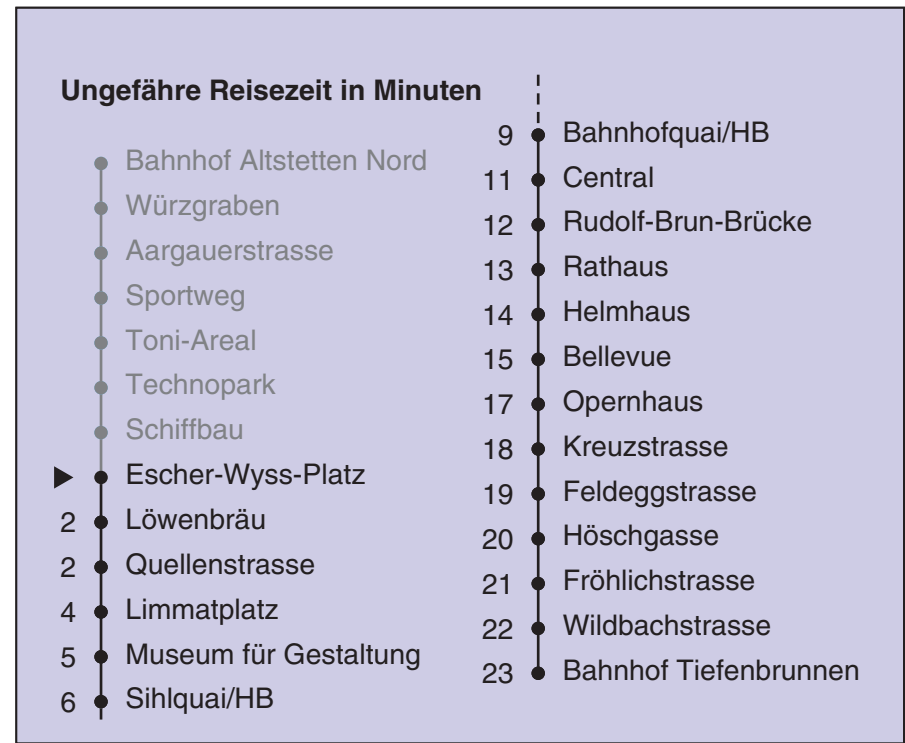 Ungefähre Reisezeit in Minuten
Bahnhof Altstetten Nord
Würzgraben
Aargauerstrasse
Sportweg
Toni-Areal
Technopark
Schiffbau
Escher-Wyss-Platz
2 Löwenbräu
2 Quellenstrasse
4 Limmatplatz
5 Museum für Gestaltung
6 Sihlquai/HB
9 Bahnhofquai/HB
11 Central
12 Rudolf-Brun-Brücke
13 Rathaus
14 Helmhaus
15 Bellevue
17 Opernhaus
18 Kreuzstrasse
19 Feldeggstrasse
20 Höschgasse
21 Fröhlichstrasse
22 Wildbachstrasse
23 Bahnhof Tiefenbrunnen